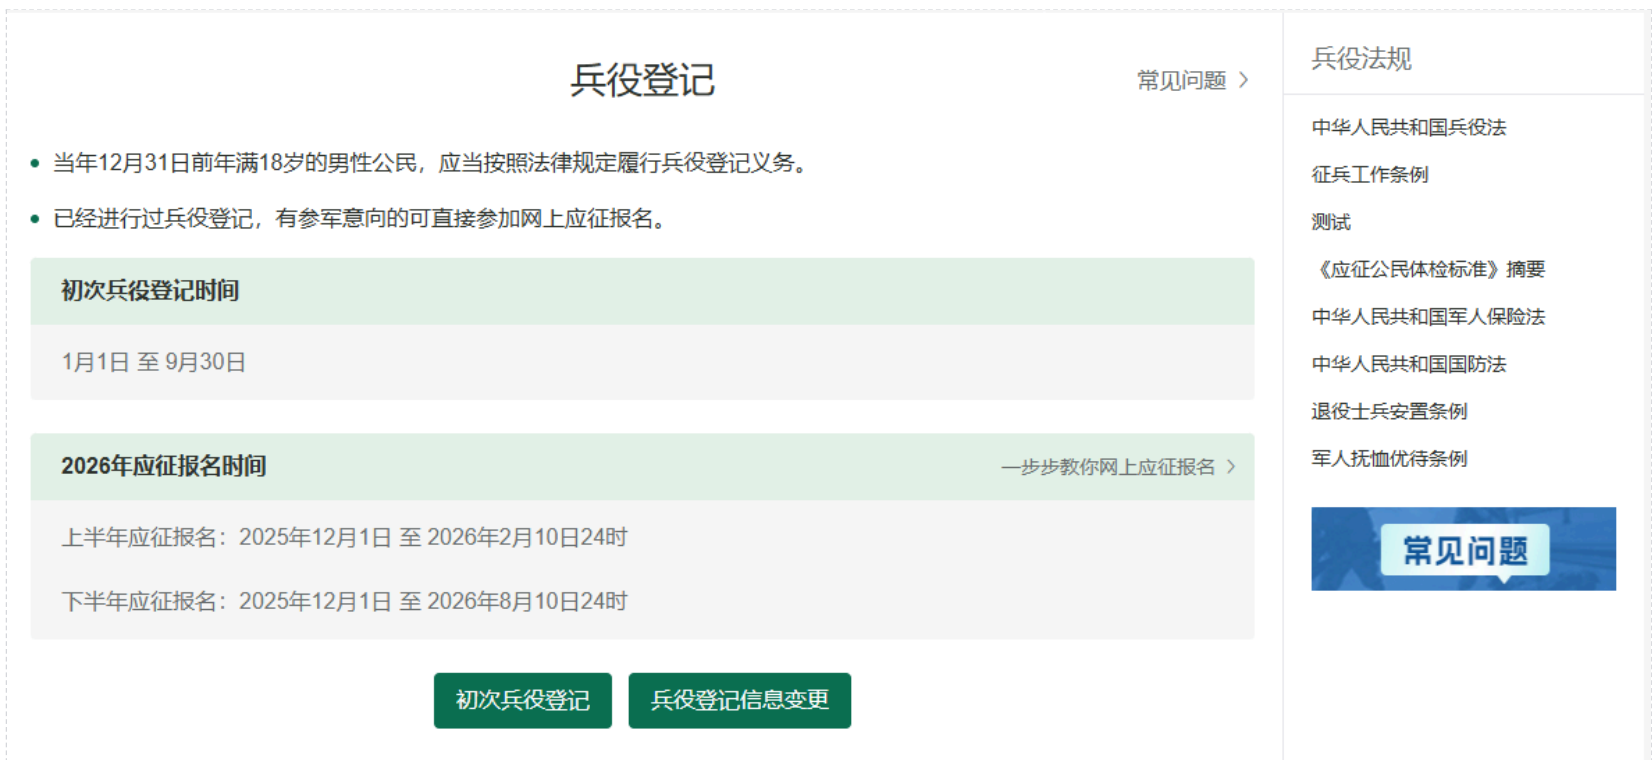 兵役登记
常见问题
当年12月31日前年满18岁的男性公民，应当按照法律规定履行兵役登记义务。
已经进行过兵役登记，有参军意向的可直接参加网上应征报名。
初次兵役登记时间
1月1日 至 9月30日
2026年应征报名时间
一步步教你网上应征报名
上半年应征报名：2025年12月1日 至 2026年2月10日24时
下半年应征报名：2025年12月1日 至 2026年8月10日24时
初次兵役登记
兵役登记信息变更
兵役法规
中华人民共和国兵役法
征兵工作条例
测试
《应征公民体检标准》摘要
中华人民共和国军人保险法
中华人民共和国国防法
退役士兵安置条例
军人抚恤优待条例
常见问题